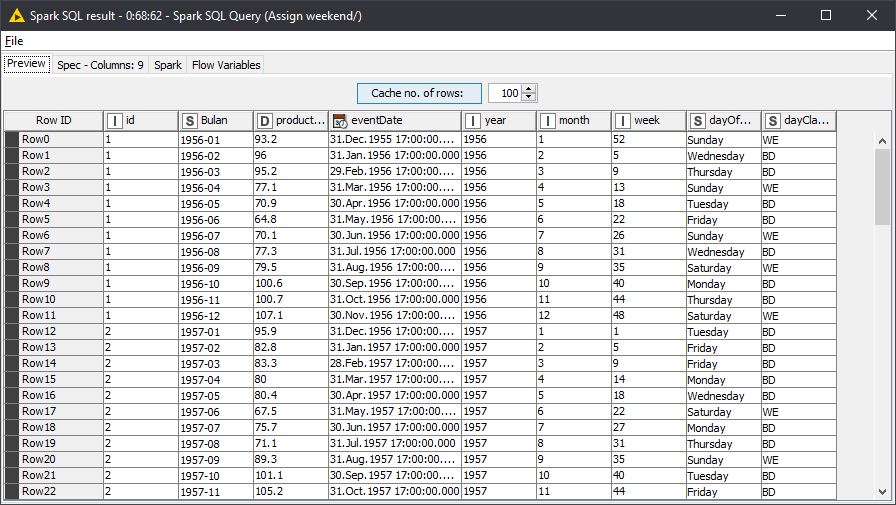 Spark SQL result - 0:68:62 - Spark SQL Query (Assign weekend/)
File
Preview Spec - Columns: 9 Spark Flow Variables
Cache no. of rows: 100
Row ID I id S Bulan D product... eventDate I year I month I week S dayOf... S dayCla...
Row0 1 1956-01 93.2 31.Dec.1955 17:00:00.... 1956 1 52 Sunday WE
Row1 1 1956-02 96 31.Jan.1956 17:00:00.000 1956 2 5 Wednesday BD
Row2 1 1956-03 95.2 29.Feb.1956 17:00:00.... 1956 3 9 Thursday BD
Row3 1 1956-04 77.1 31.Mar.1956 17:00:00.... 1956 4 13 Sunday WE
Row4 1 1956-05 70.9 30.Apr.1956 17:00:00.000 1956 5 18 Tuesday BD
Row5 1 1956-06 64.8 31.May.1956 17:00:00.... 1956 6 22 Friday BD
Row6 1 1956-07 70.1 30.Jun.1956 17:00:00.000 1956 7 26 Sunday WE
Row7 1 1956-08 77.3 31.Jul.1956 17:00:00.000 1956 8 31 Wednesday BD
Row8 1 1956-09 79.5 31.Aug.1956 17:00:00.... 1956 9 35 Saturday WE
Row9 1 1956-10 100.6 30.Sep.1956 17:00:00.... 1956 10 40 Monday BD
Row10 1 1956-11 100.7 31.Oct.1956 17:00:00.000 1956 11 44 Thursday BD
Row11 1 1956-12 107.1 30.Nov.1956 17:00:00.... 1956 12 48 Saturday WE
Row12 2 1957-01 95.9 31.Dec.1956 17:00:00.... 1957 1 1 Tuesday BD
Row13 2 1957-02 82.8 31.Jan.1957 17:00:00.000 1957 2 5 Friday BD
Row14 2 1957-03 83.3 28.Feb.1957 17:00:00.... 1957 3 9 Friday BD
Row15 2 1957-04 80 31.Mar.1957 17:00:00.... 1957 4 14 Monday BD
Row16 2 1957-05 80.4 30.Apr.1957 17:00:00.000 1957 5 18 Wednesday BD
Row17 2 1957-06 67.5 31.May.1957 17:00:00.... 1957 6 22 Saturday WE
Row18 2 1957-07 75.7 30.Jun.1957 17:00:00.000 1957 7 27 Monday BD
Row19 2 1957-08 71.1 31.Jul.1957 17:00:00.000 1957 8 31 Thursday BD
Row20 2 1957-09 89.3 31.Aug.1957 17:00:00.... 1957 9 35 Sunday WE
Row21 2 1957-10 101.1 30.Sep.1957 17:00:00.... 1957 10 40 Tuesday BD
Row22 2 1957-11 105.2 31.Oct.1957 17:00:00.000 1957 11 44 Friday BD